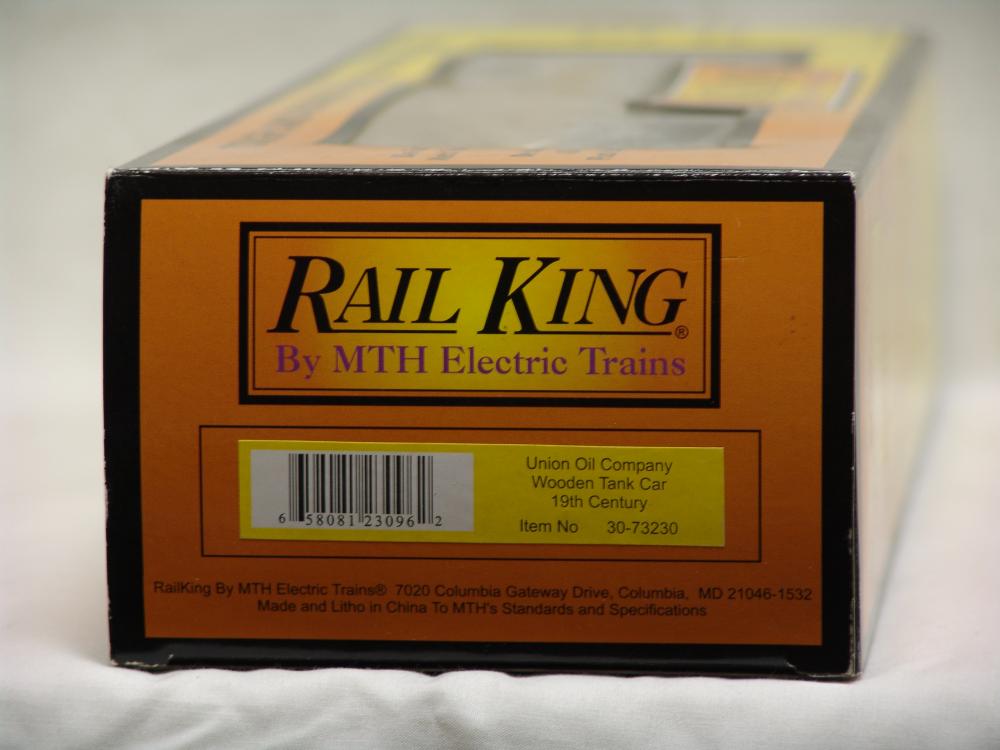 RAIL KING®
By MTH Electric Trains
Union Oil Company
Wooden Tank Car
19th Century
Item No 30-73230
6 58081 23096 2
RailKing By MTH Electric Trains® 7020 Columbia Gateway Drive, Columbia, MD 21046-1532
Made and Litho in China To MTH's Standards and Specifications